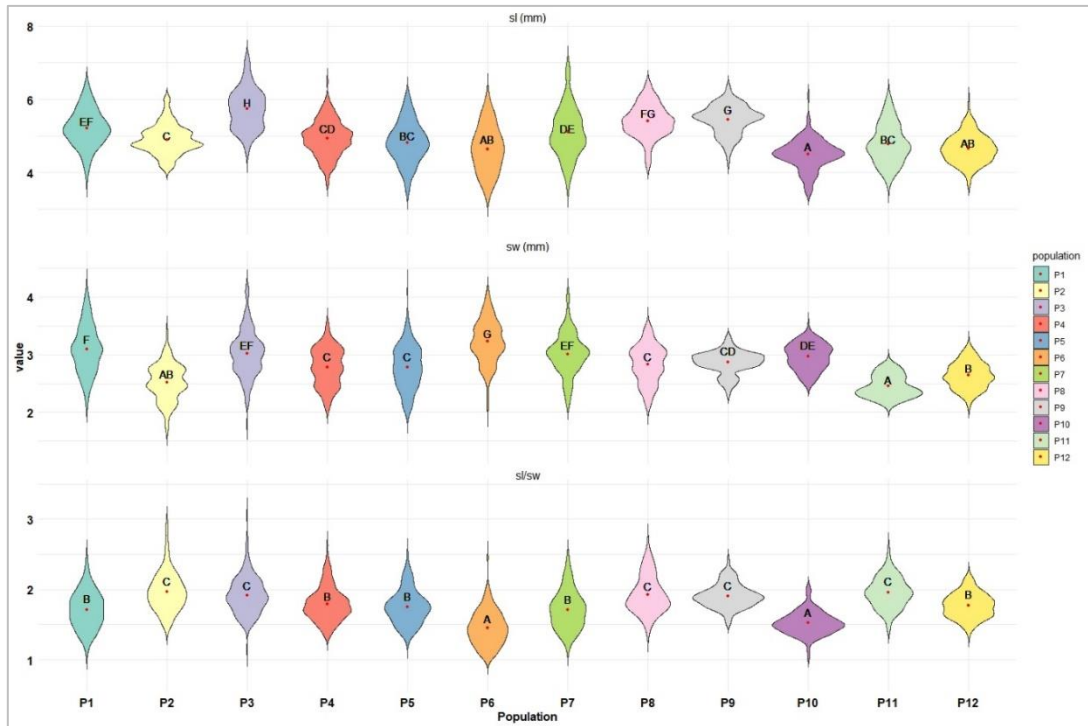 sl (mm)
8
6
4
EF
C
H
CD
BC
AB
DE
FG
G
A
BC
AB
sw (mm)
4
3
2
F
AB
EF
C
C
G
EF
C
CD
DE
A
B
sl/sw
3
2
1
B
C
C
B
B
A
B
C
C
A
C
B
value
P1 P2 P3 P4 P5 P6 P7 P8 P9 P10 P11 P12
Population
population
P1
P2
P3
P4
P5
P6
P7
P8
P9
P10
P11
P12